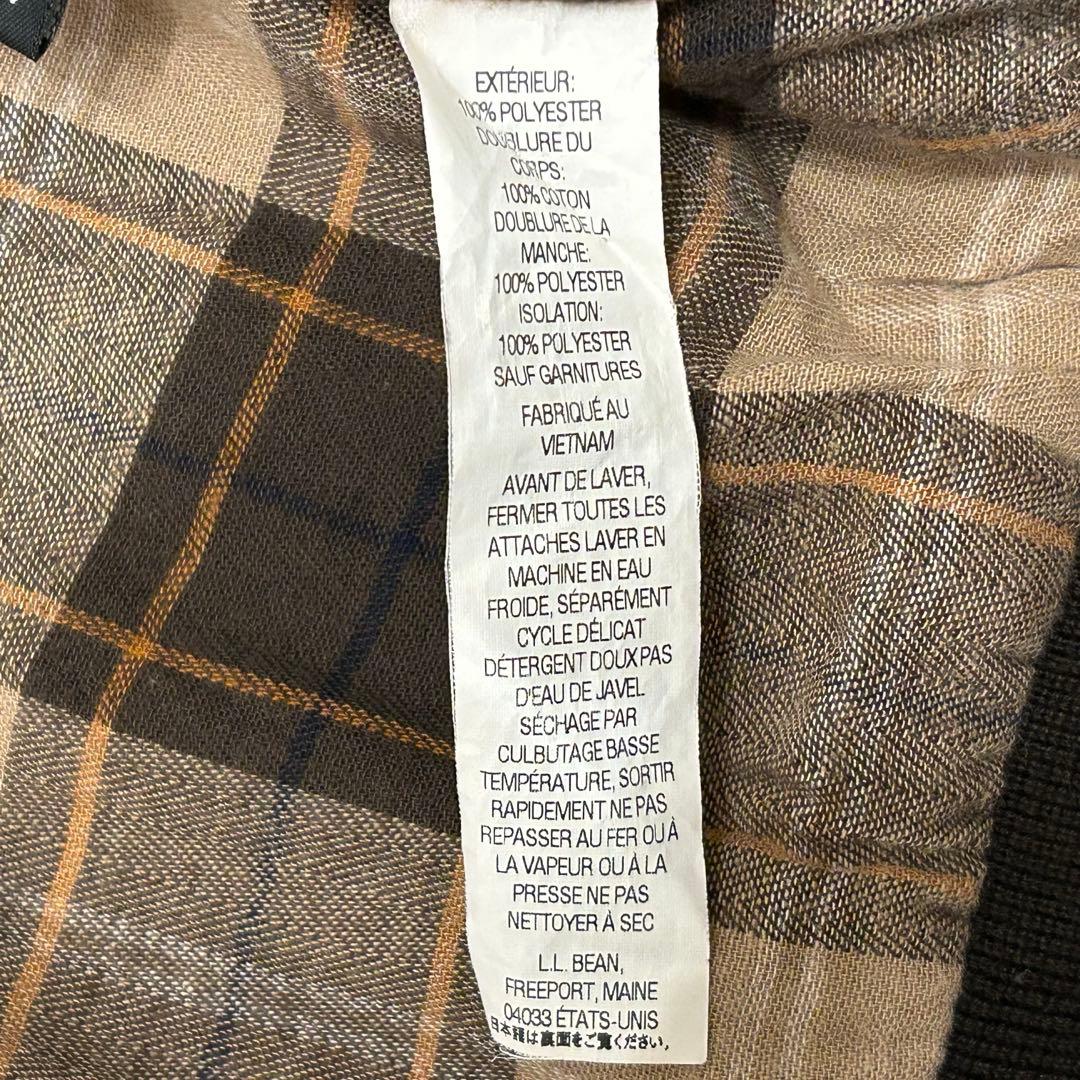 EXTÉRIEUR:
100% POLYESTER
DOUBLURE DU
CORPS:
100% COTON
DOUBLURE DE LA
MANCHE:
100% POLYESTER
ISOLATION:
100% POLYESTER
SAUF GARNITURES
FABRIQUÉ AU
VIETNAM
AVANT DE LAVER,
FERMER TOUTES LES
ATTACHES LAVER EN
MACHINE EN EAU
FROIDE, SÉPARÉMENT
CYCLE DÉLICAT
DÉTERGENT DOUX PAS
D'EAU DE JAVEL
SÉCHAGE PAR
CULBUTAGE BASSE
TEMPÉRATURE, SORTIR
RAPIDEMENT NE PAS
REPASSER AU FER OU À
LA VAPEUR OU À LA
PRESSE NE PAS
NETTOYER À SEC
L.L. BEAN,
FREEPORT, MAINE
04033 ÉTATS-UNIS
日本語は裏面をご覧ください。